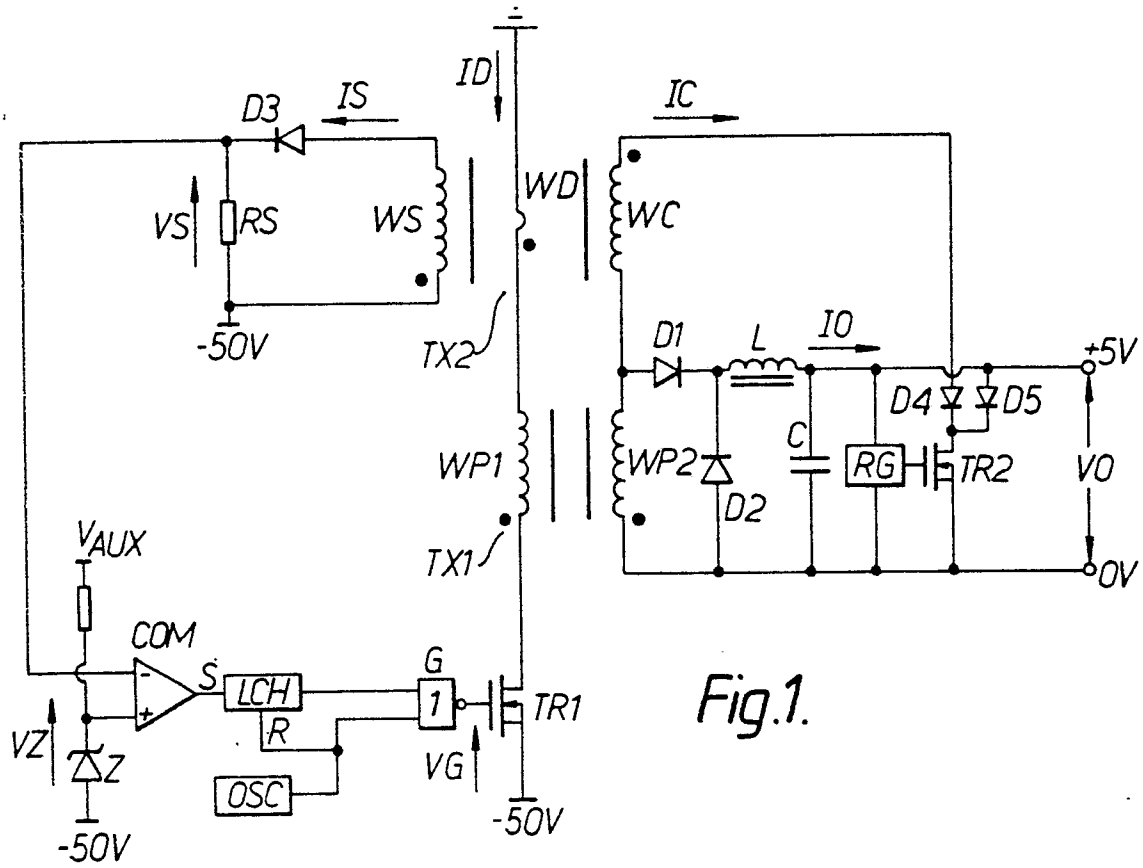 ID
D3
IS
IC
WD
WS
WC
VS
RS
-50V
TX2
D1
L
IO
+5V
D4
D5
WP1
WP2
C
RG
TR2
VO
D2
VAUX
TX1
0V
COM
S
G
-
+
LCH
1
TR1
Fig.1.
VZ
Z
R
VG
OSC
-50V
-50V